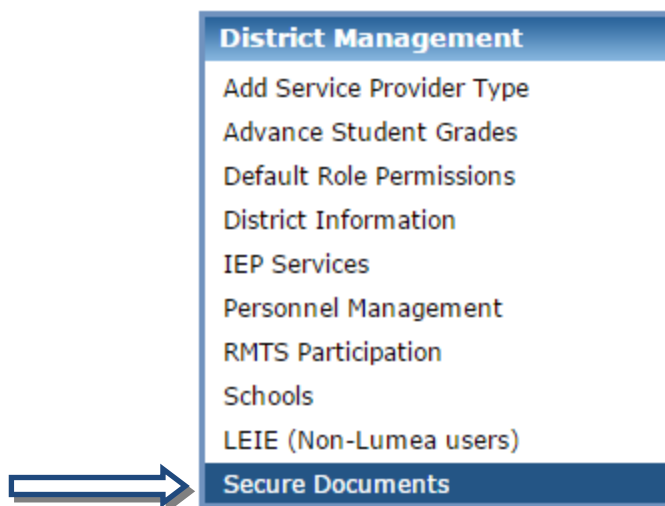 District Management
Add Service Provider Type
Advance Student Grades
Default Role Permissions
District Information
IEP Services
Personnel Management
RMTS Participation
Schools
LEIE (Non-Lumea users)
Secure Documents